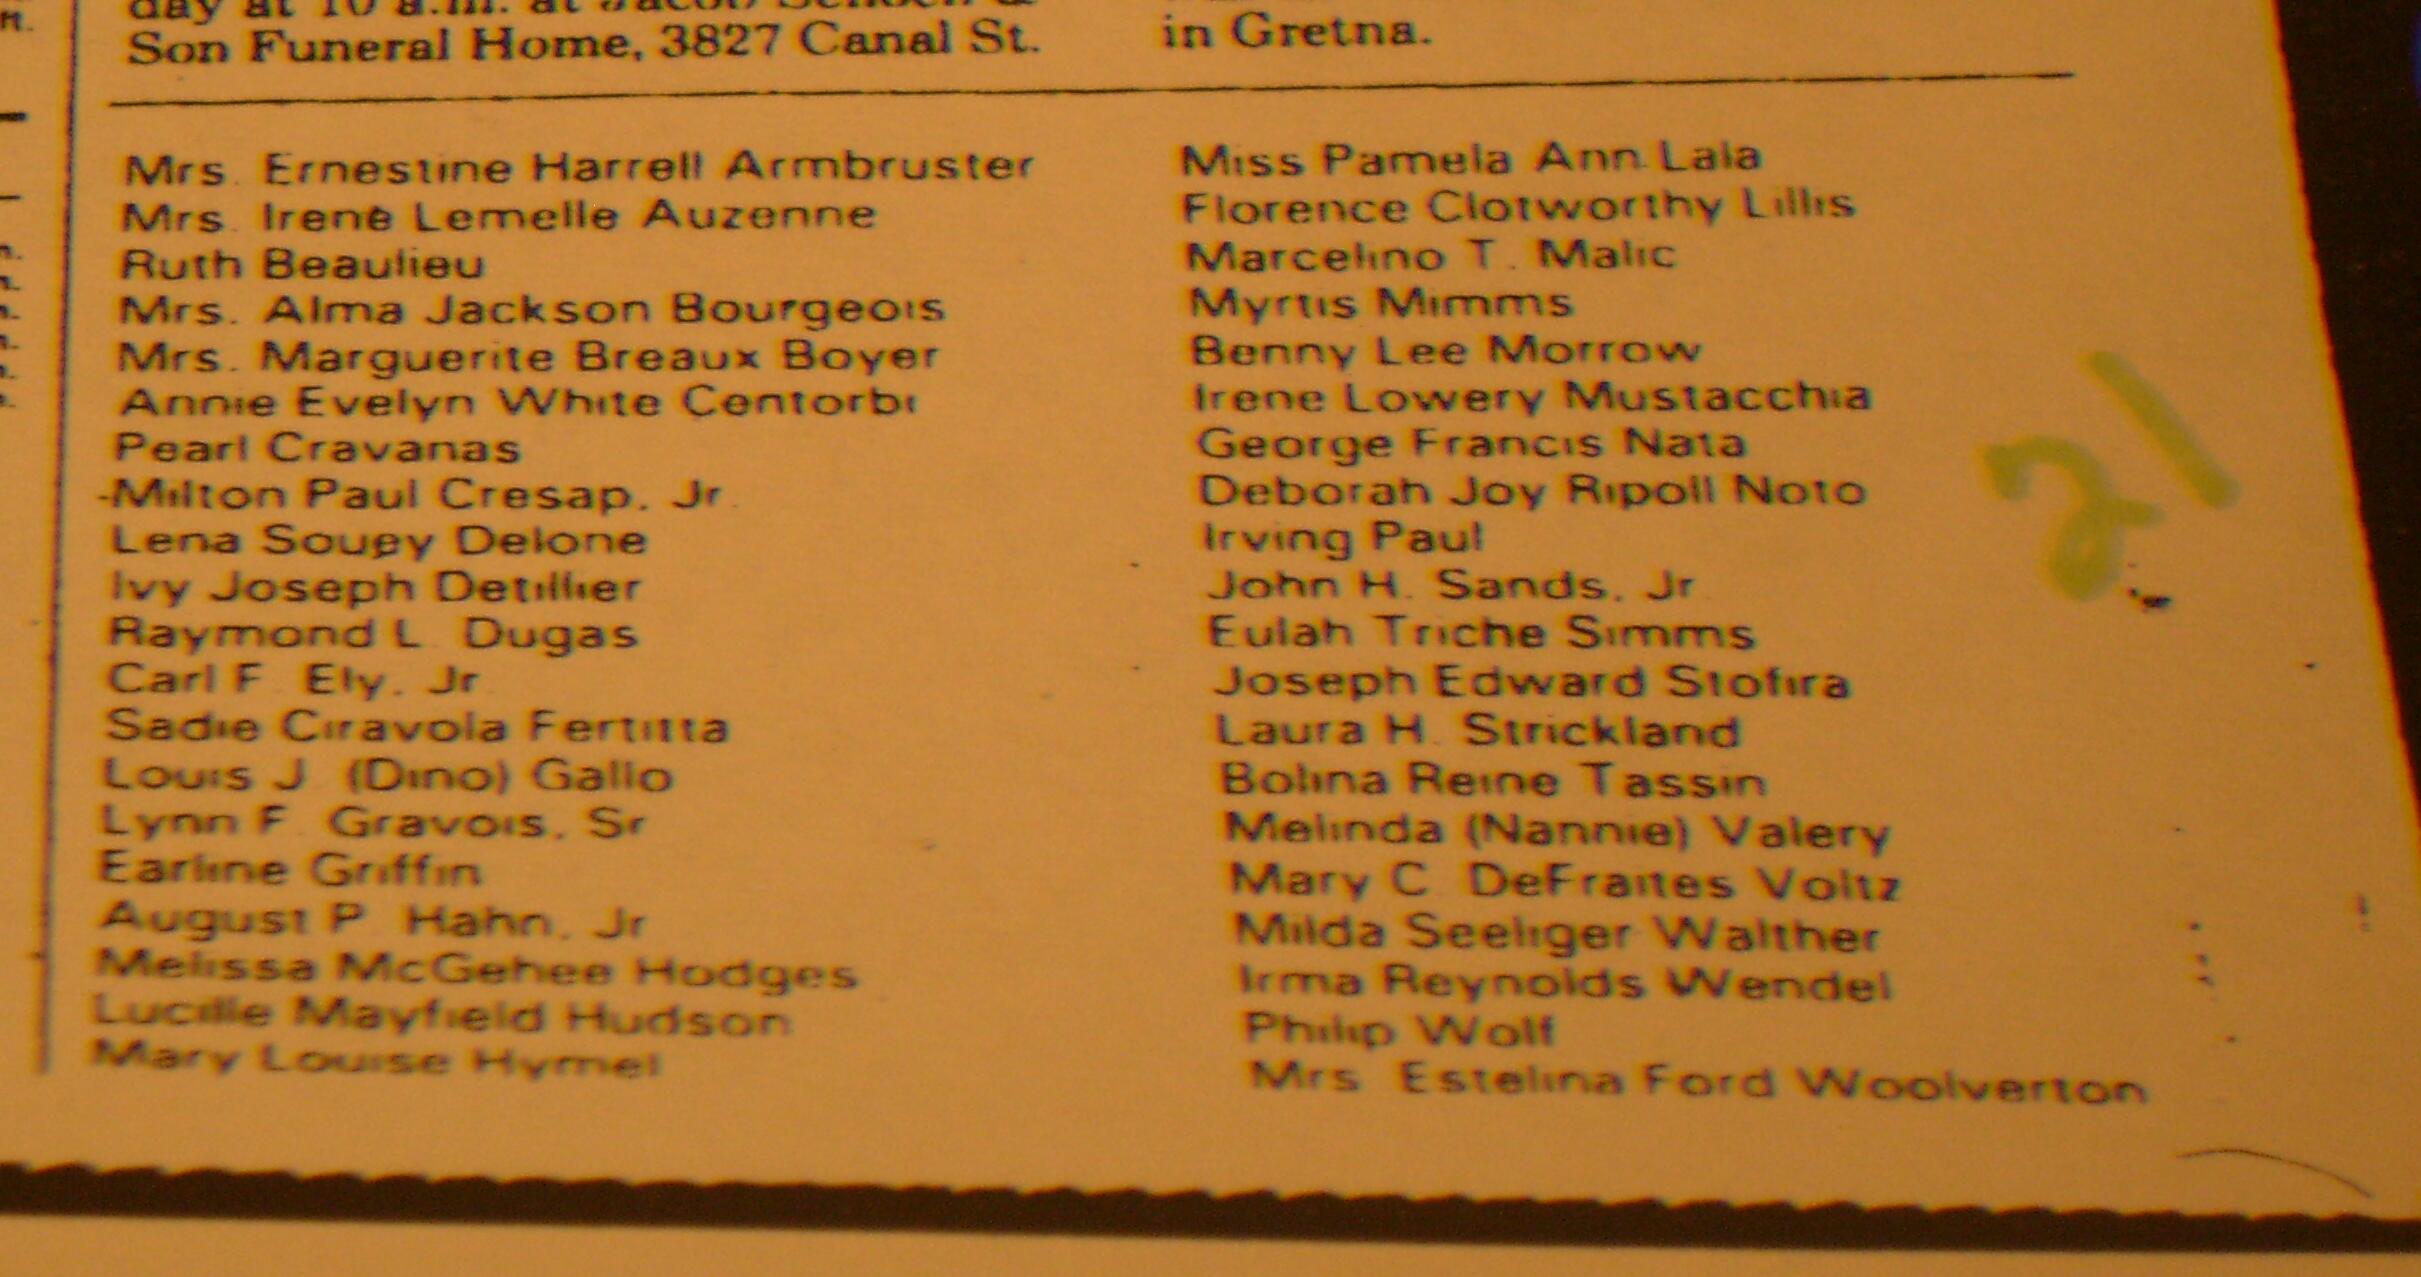 day at 10 a.m. at Jacob Schoen &
Son Funeral Home, 3827 Canal St.
in Gretna.
Mrs. Ernestine Harrell Armbruster
Mrs. Irene Lemelle Auzenne
Ruth Beaulieu
Mrs. Alma Jackson Bourgeois
Mrs. Marguerite Breaux Boyer
Annie Evelyn White Centorbi
Pearl Cravanas
-Milton Paul Cresap, Jr.
Lena Delone
Ivy Joseph Detillier
Raymond L. Dugas
Carl F. Ely, Jr.
Sadie Ciravola Fertitta
Louis J. (Dino) Gallo
Lynn F. Gravois, Sr.
Earline Griffin
August P. Hahn, Jr.
Melissa McGehee Hodges
Lucille Mayfield Hudson
Mary Louise Hymel
Miss Pamela Ann Lala
Florence Clotworthy Lillis
Marcelino T. Malic
Myrtis Mimms
Benny Lee Morrow
Irene Lowery Mustacchia
George Francis Nata
Deborah Joy Ripoll Noto
Irving Paul
John H. Sands, Jr.
Eulah Triche Simms
Joseph Edward Stofira
Laura H. Strickland
Bolina Reine Tassin
Melinda (Nannie) Valery
Mary C. DeFraites Voltz
Milda Seeliger Walther
Irma Reynolds Wendel
Philip Wolf
Mrs. Estelina Ford Woolverton
21